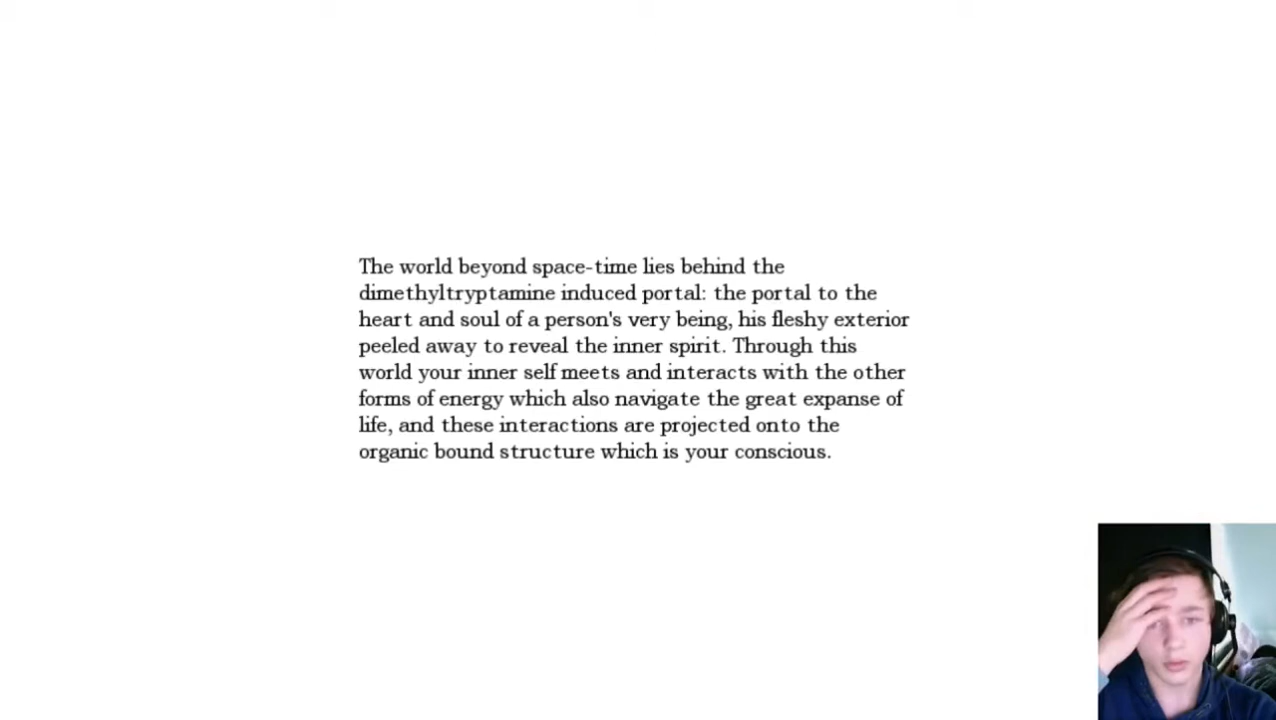 The world beyond space-time lies behind the
dimethyltryptamine induced portal: the portal to the
heart and soul of a person's very being, his fleshy exterior
peeled away to reveal the inner spirit. Through this
world your inner self meets and interacts with the other
forms of energy which also navigate the great expanse of
life, and these interactions are projected onto the
organic bound structure which is your conscious.